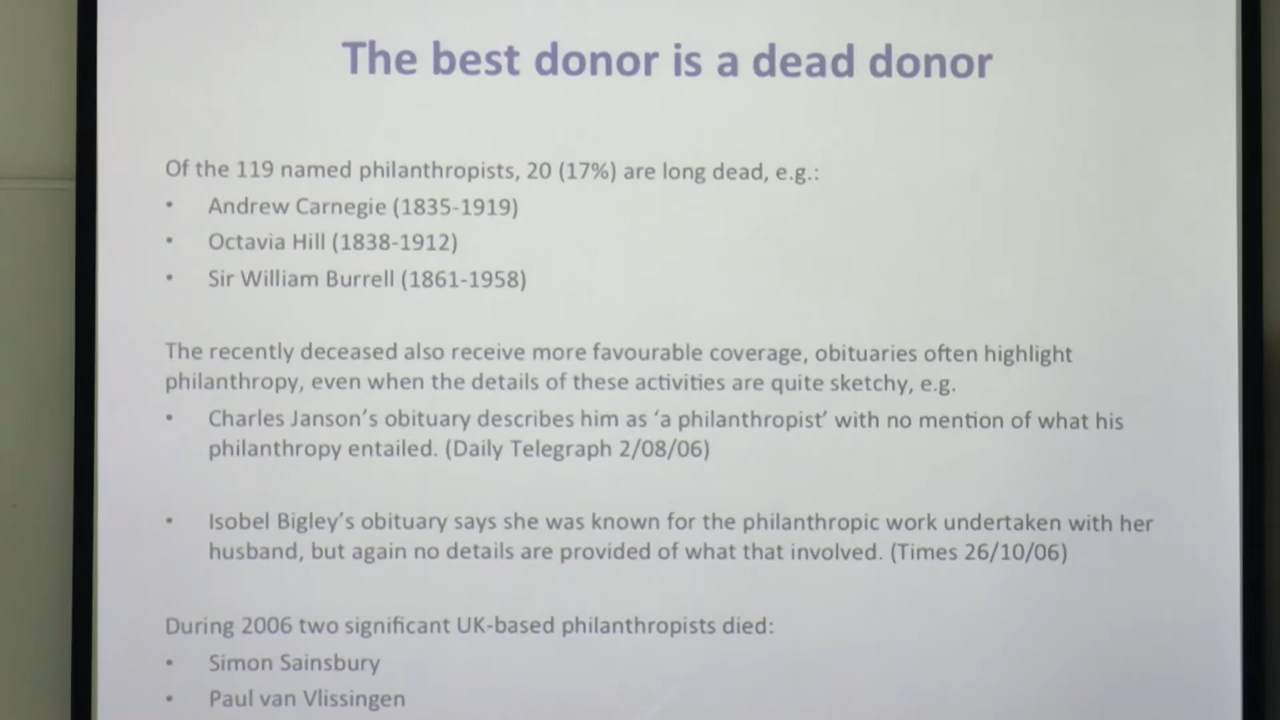 The best donor is a dead donor
Of the 119 named philanthropists, 20 (17%) are long dead, e.g.:
• Andrew Carnegie (1835-1919)
• Octavia Hill (1838-1912)
• Sir William Burrell (1861-1958)
The recently deceased also receive more favourable coverage, obituaries often highlight
philanthropy, even when the details of these activities are quite sketchy, e.g.
• Charles Janson’s obituary describes him as ‘a philanthropist’ with no mention of what his
philanthropy entailed. (Daily Telegraph 2/08/06)
• Isobel Bigley’s obituary says she was known for the philanthropic work undertaken with her
husband, but again no details are provided of what that involved. (Times 26/10/06)
During 2006 two significant UK-based philanthropists died:
• Simon Sainsbury
• Paul van Vlissingen